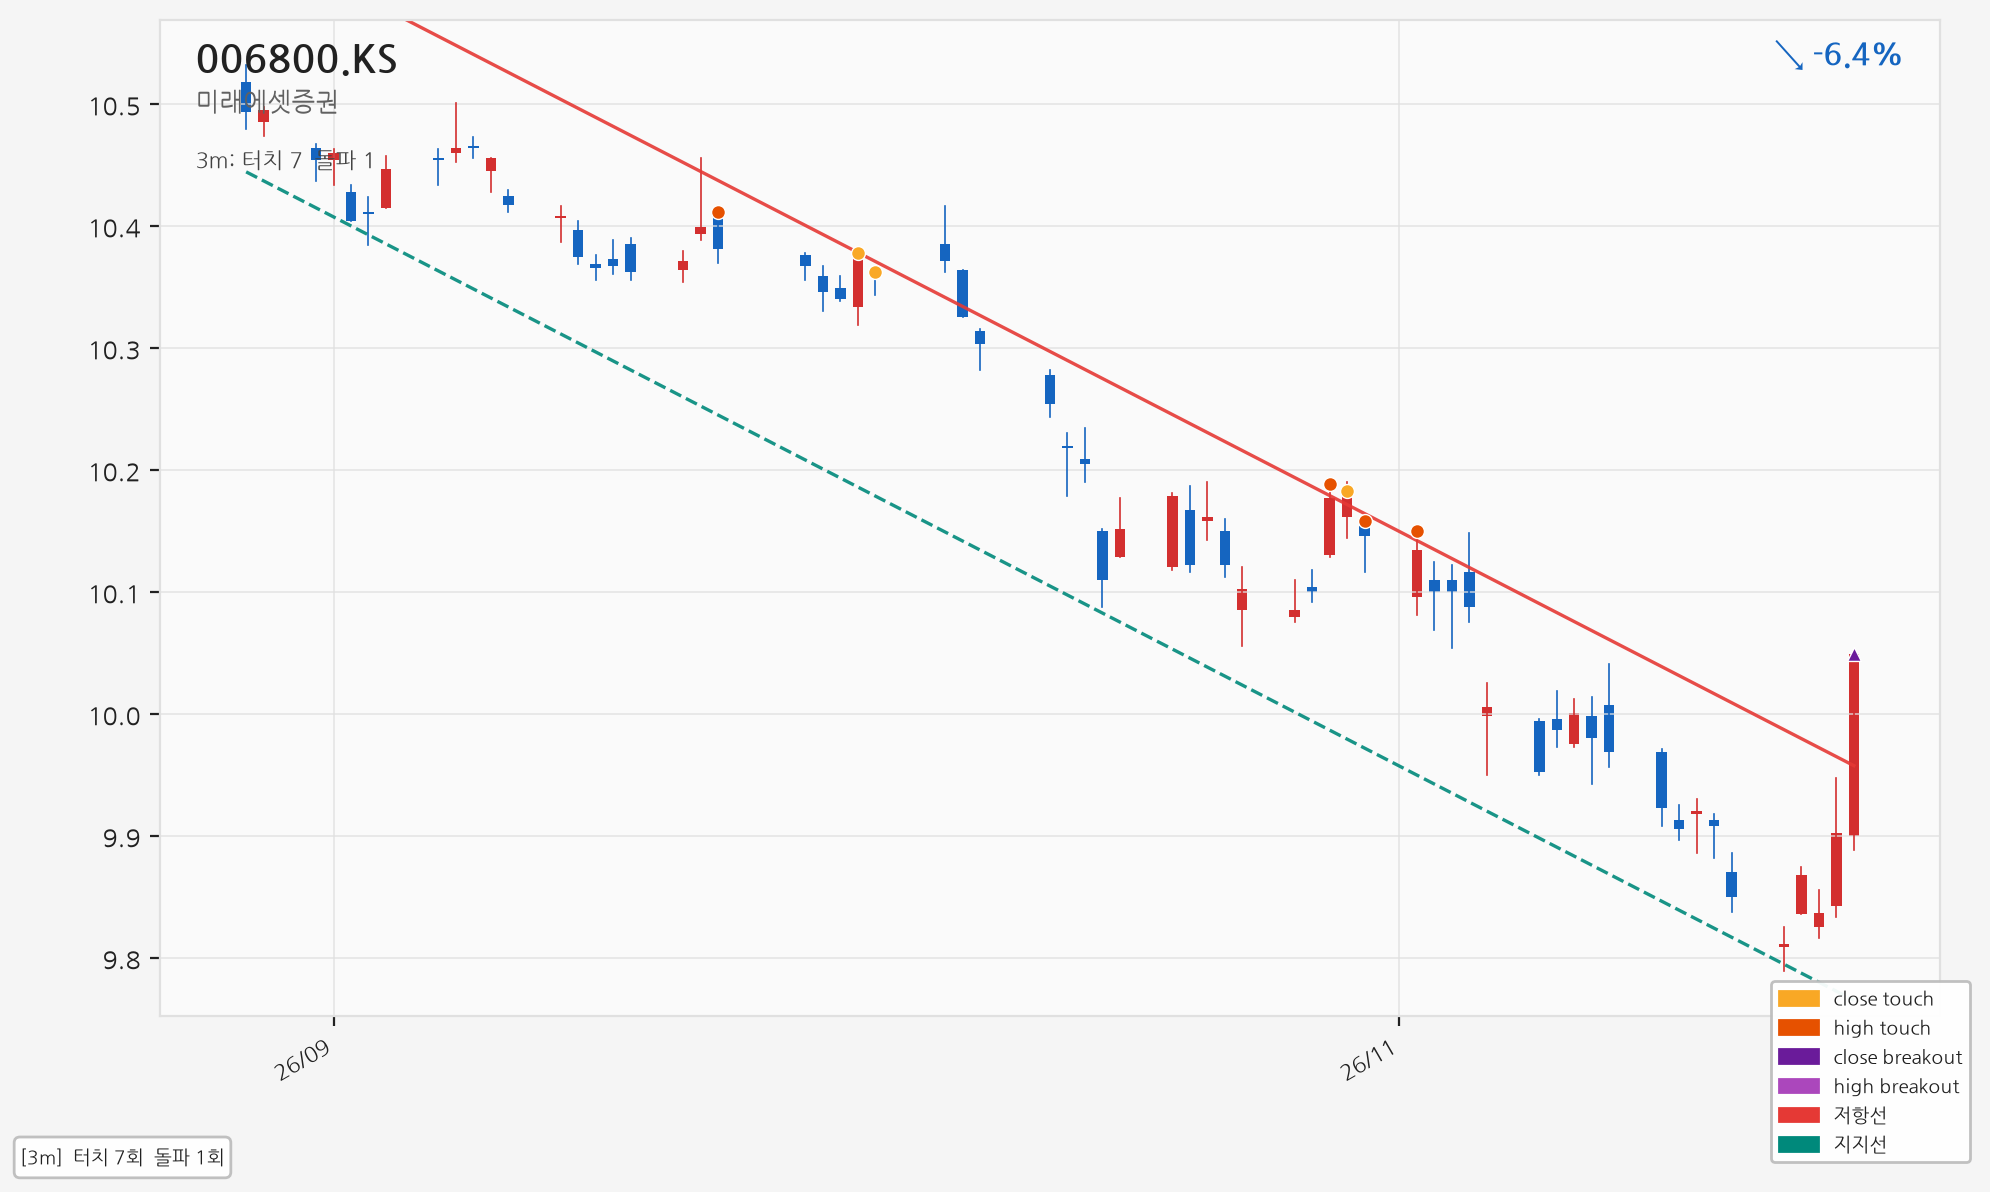 006800.KS
미래에셋증권
3m: 터치 7  돌파 1
-6.4%
10.5
10.4
10.3
10.2
10.1
10.0
9.9
9.8
26/09
26/11
close touch
high touch
close breakout
high breakout
저항선
지지선
[3m]  터치 7회  돌파 1회